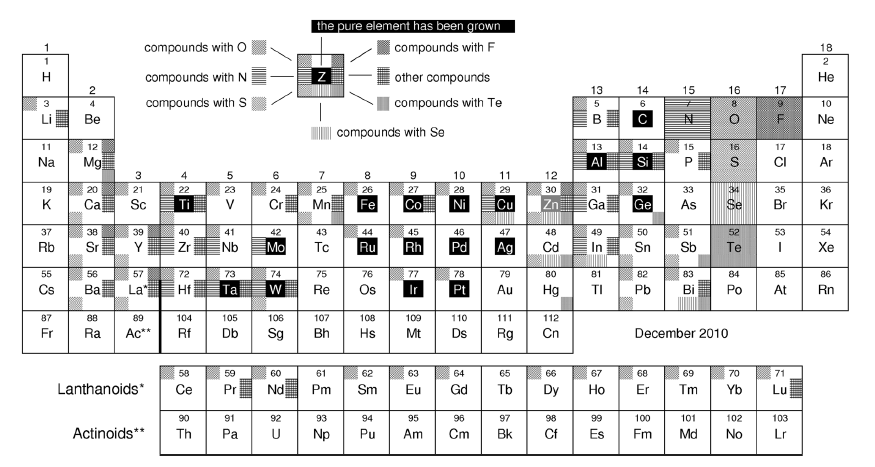 the pure element has been grown
compounds with O
compounds with F
compounds with N
Z
other compounds
compounds with S
compounds with Te
compounds with Se
1 18
1 2
H He
2 13 14 15 16 17
3 4 5 6 7 8 9 10
Li Be B C N O F Ne
11 12 13 14 15 16 17 18
Na Mg Al Si P S Cl Ar
3 4 5 6 7 8 9 10 11 12
19 20 21 22 23 24 25 26 27 28 29 30 31 32 33 34 35 36
K Ca Sc Ti V Cr Mn Fe Co Ni Cu Zn Ga Ge As Se Br Kr
37 38 39 40 41 42 43 44 45 46 47 48 49 50 51 52 53 54
Rb Sr Y Zr Nb Mo Tc Ru Rh Pd Ag Cd In Sn Sb Te I Xe
55 56 57 72 73 74 75 76 77 78 79 80 81 82 83 84 85 86
Cs Ba La* Hf Ta W Re Os Ir Pt Au Hg Tl Pb Bi Po At Rn
87 88 89 104 105 106 107 108 109 110 111 112
Fr Ra Ac** Rf Db Sg Bh Hs Mt Ds Rg Cn December 2010
58 59 60 61 62 63 64 65 66 67 68 69 70 71
Lanthanoids* Ce Pr Nd Pm Sm Eu Gd Tb Dy Ho Er Tm Yb Lu
90 91 92 93 94 95 96 97 98 99 100 101 102 103
Actinoids** Th Pa U Np Pu Am Cm Bk Cf Es Fm Md No Lr